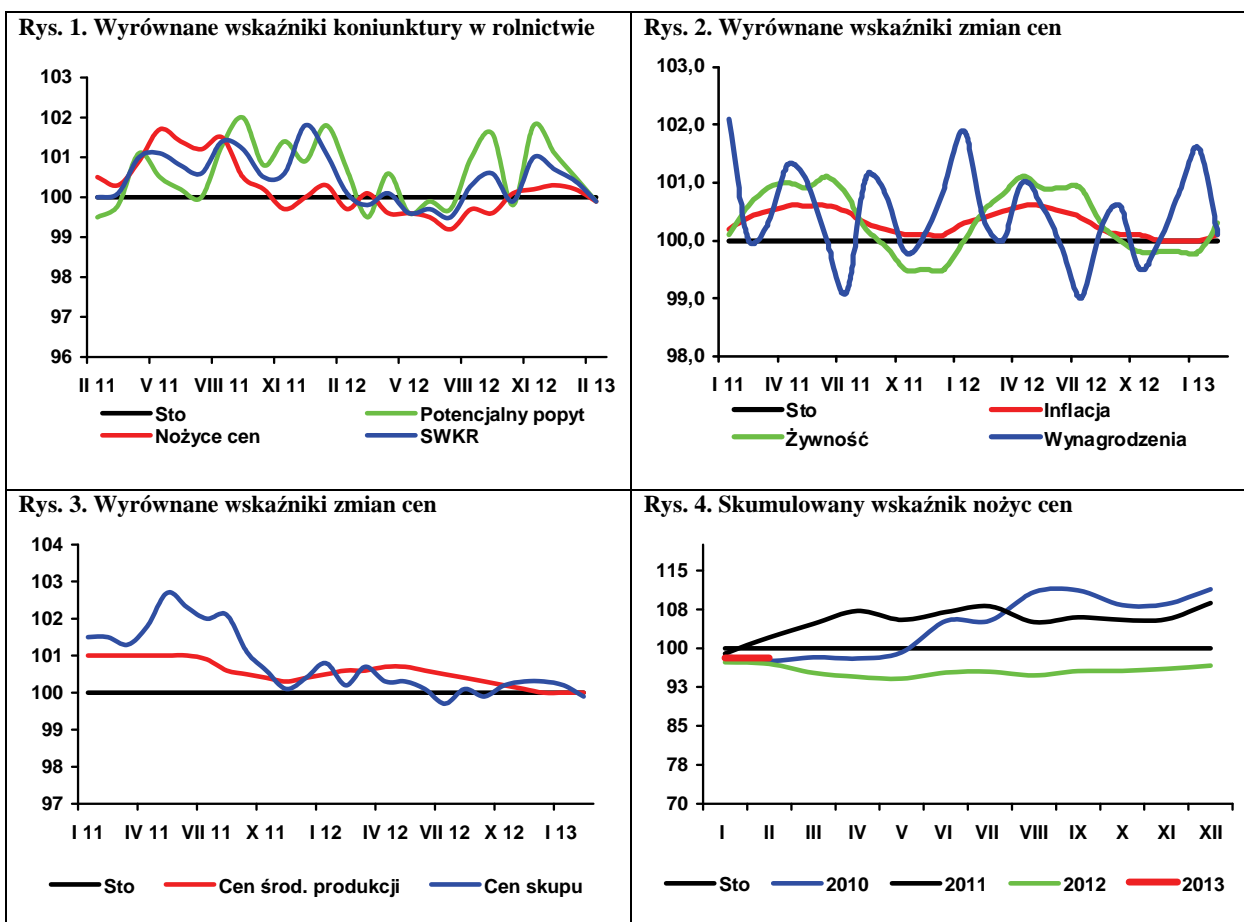 Rys. 1. Wyrównane wskaźniki koniunktury w rolnictwie
103
102
101
100
99
98
97
96
II 11 V 11 VIII 11 XI 11 II 12 V 12 VIII 12 XI 12 II 13
Sto Potencjalny popyt
Nożyce cen SWKR
Rys. 2. Wyrównane wskaźniki zmian cen
103,0
102,0
101,0
100,0
99,0
98,0
I 11 IV 11 VII 11 X 11 I 12 IV 12 VII 12 X 12 I 13
Sto Inflacja
Żywność Wynagrodzenia
Rys. 3. Wyrównane wskaźniki zmian cen
104
103
102
101
100
99
98
97
I 11 IV 11 VII 11 X 11 I 12 IV 12 VII 12 X 12 I 13
Sto Cen środ. produkcji Cen skupu
Rys. 4. Skumulowany wskaźnik nożyc cen
115
108
100
93
85
78
70
I II III IV V VI VII VIII IX X XI XII
Sto 2010 2011 2012 2013